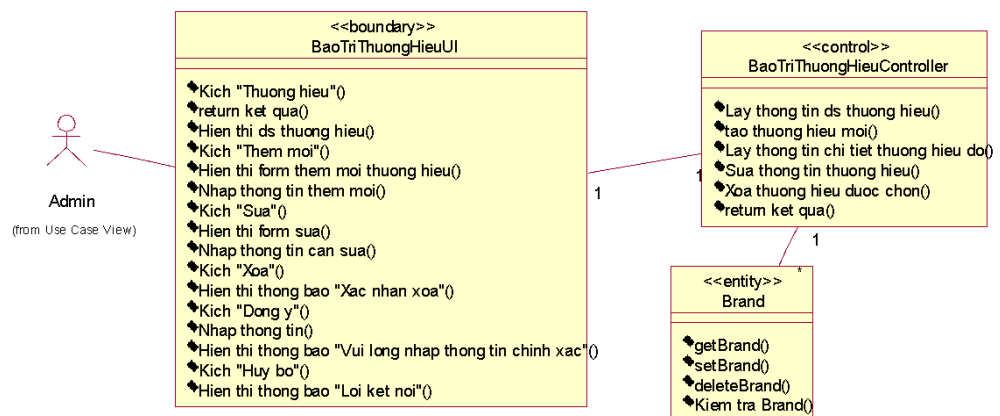 <<boundary>>
BaoTriThuongHieuUI
Kich "Thuong hieu"()
return ket qua()
Hien thi ds thuong hieu()
Kich "Them moi"()
Hien thi form them moi thuong hieu()
Nhap thong tin them moi()
Kich "Sua"()
Hien thi form sua()
Nhap thong tin can sua()
Kich "Xoa"()
Hien thi thong bao "Xac nhan xoa"()
Kich "Dong y"()
Nhap thong tin()
Hien thi thong bao "Vui long nhap thong tin chinh xac"()
Kich "Huy bo"()
Hien thi thong bao "Loi ket noi"()
Admin
(from Use Case View)
1
1
<<control>>
BaoTriThuongHieuController
Lay thong tin ds thuong hieu()
tao thuong hieu moi()
Lay thong tin chi tiet thuong hieu do()
Sua thong tin thuong hieu()
Xoa thuong hieu duoc chon()
return ket qua()
1
*
<<entity>>
Brand
getBrand()
setBrand()
deleteBrand()
Kiem tra Brand()